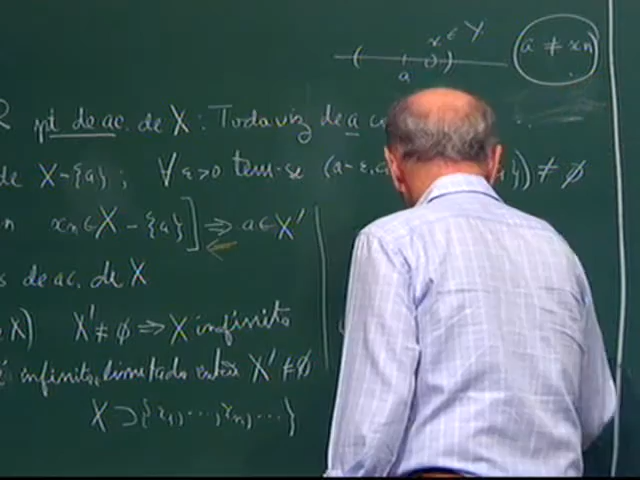 x ∈ Y
( a )
a ≠ xn
R pt de ac. de X : Toda viz de a
de X - {a} ; ∀ ε>0 tem-se (a-ε, }) ≠ ∅
xn ∈ X - {a} ] ⇒ a ∈ X'
⇐
de ac. de X
X) X' ≠ ∅ ⇒ X infinito
infinito, limitado então X' ≠ ∅
X ⊃ {x₁, ..., xn, ...}